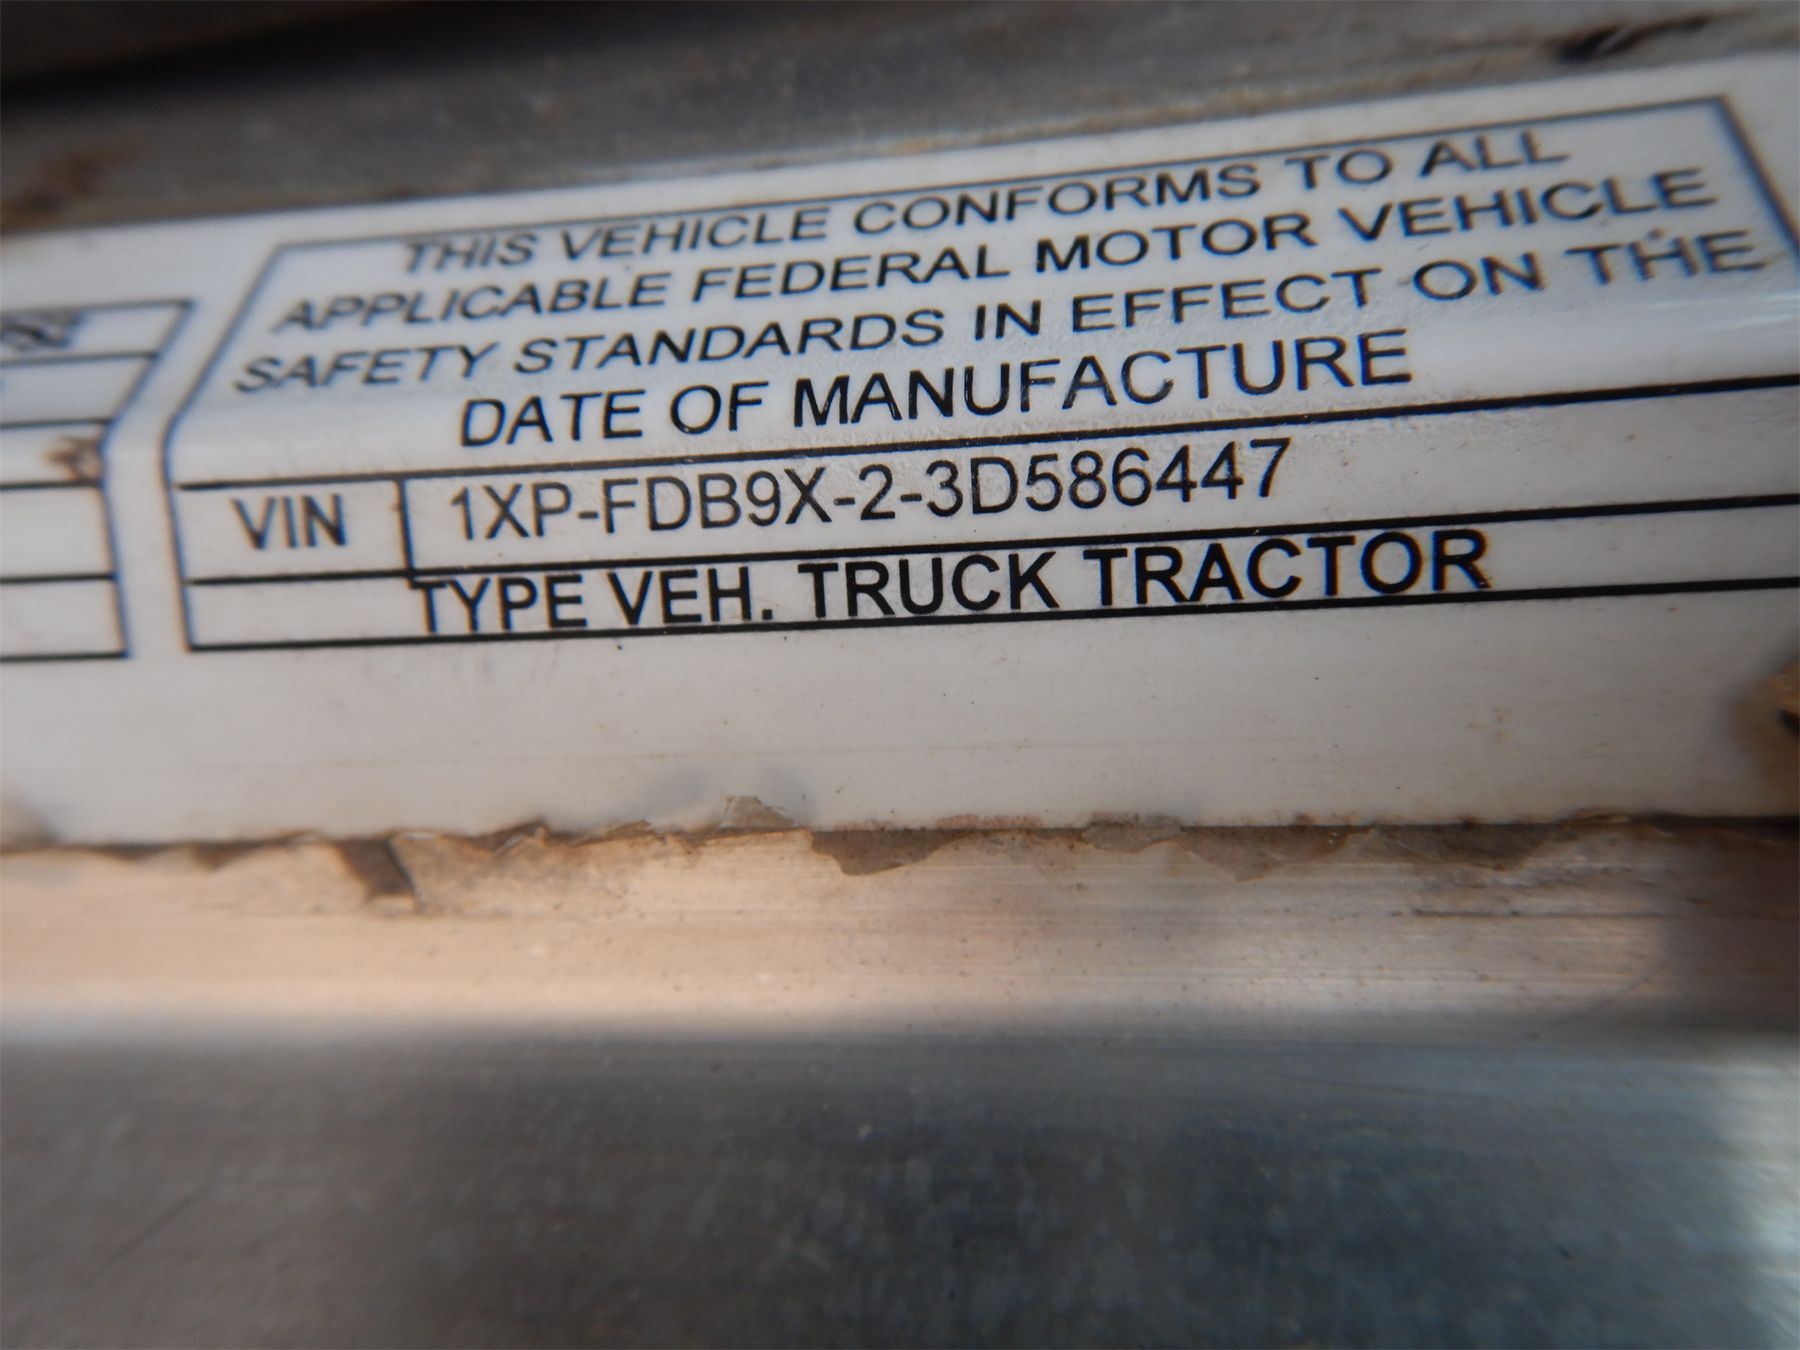 THIS VEHICLE CONFORMS TO ALL
APPLICABLE FEDERAL MOTOR VEHICLE
SAFETY STANDARDS IN EFFECT ON THE
DATE OF MANUFACTURE
VIN 1XP-FDB9X-2-3D586447
TYPE VEH. TRUCK TRACTOR